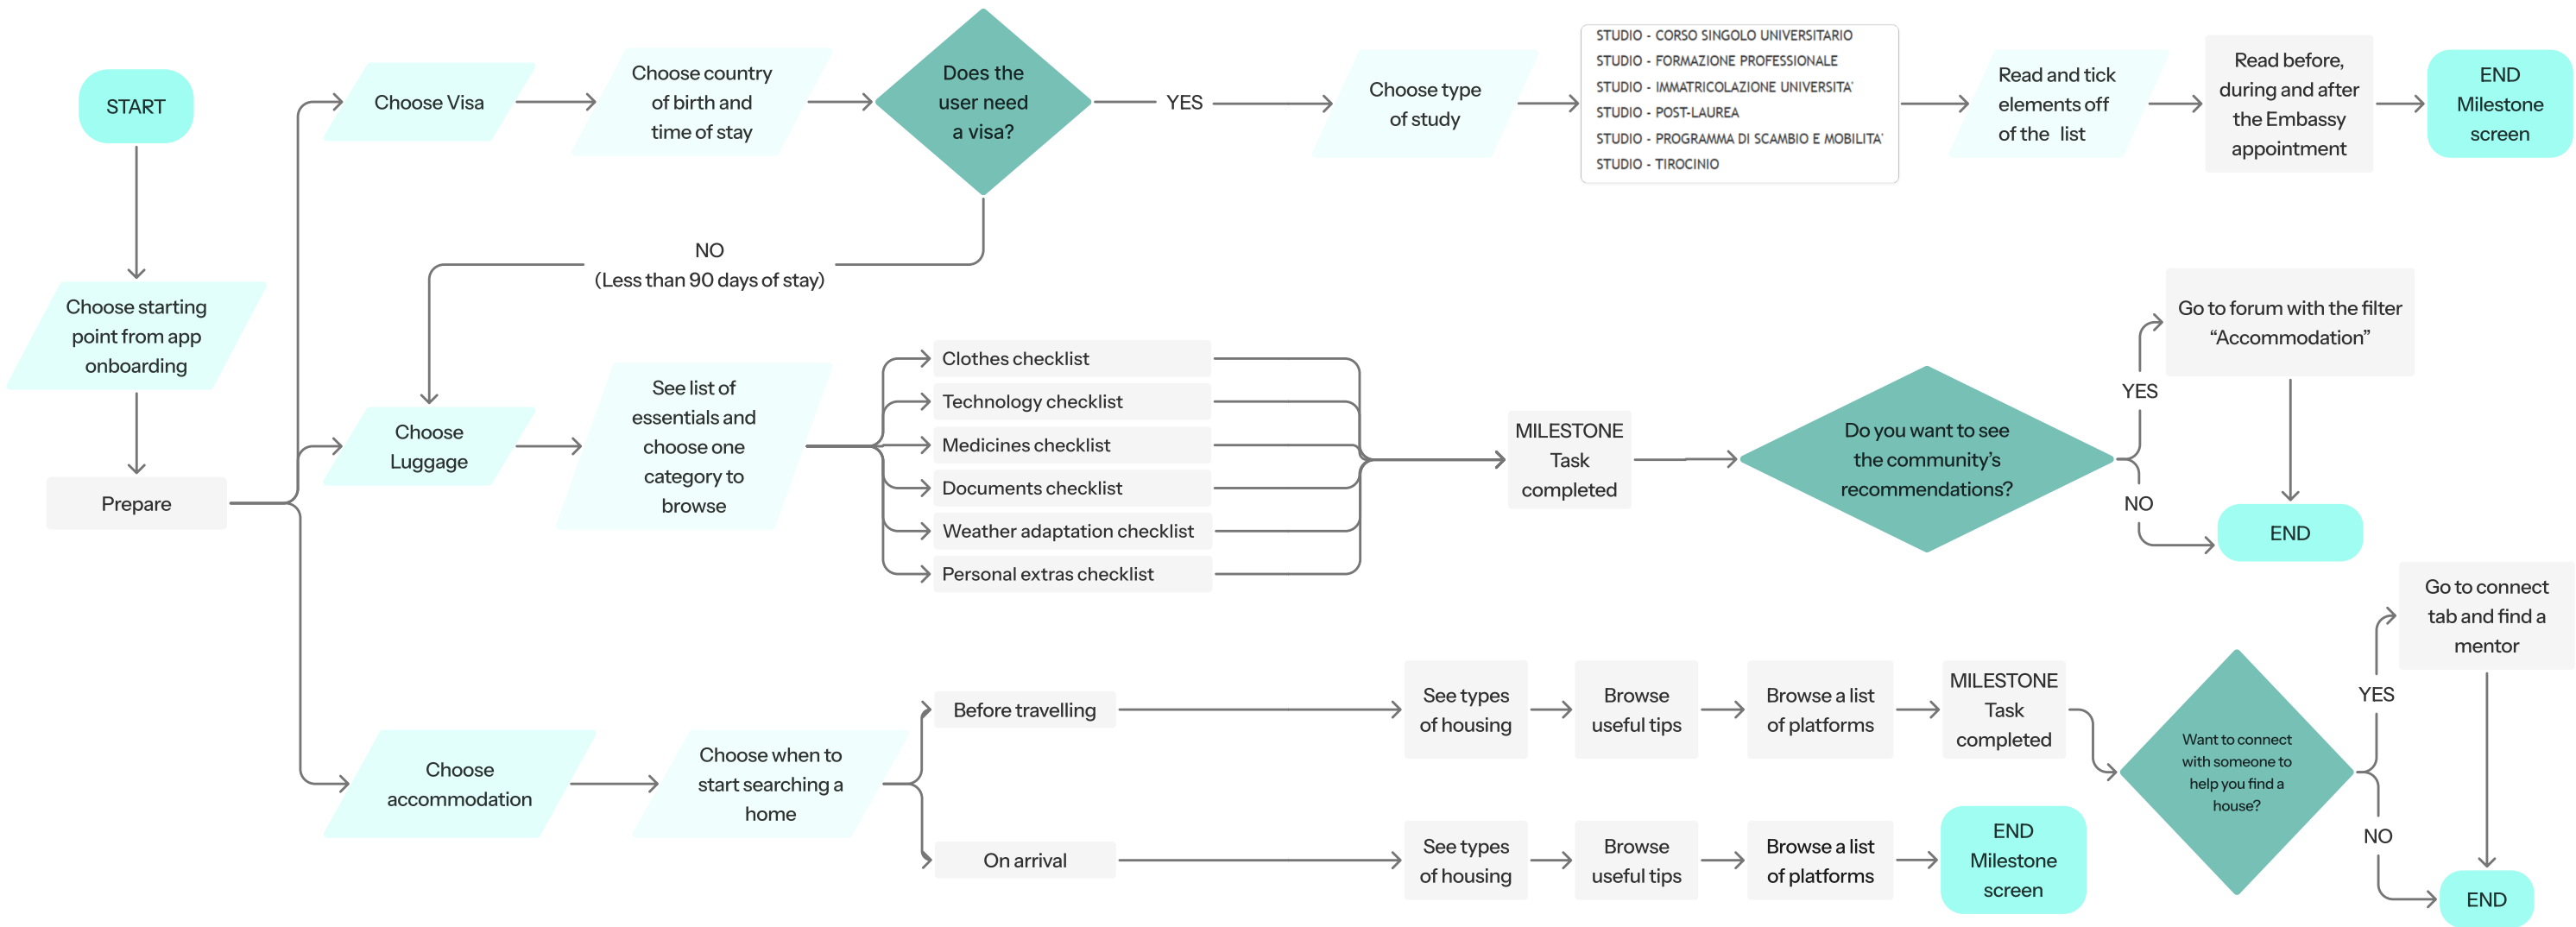 START
Choose starting
point from app
onboarding
Prepare
Choose Visa
Choose country
of birth and
time of stay
Does the
user need
a visa?
YES
Choose type
of study
STUDIO - CORSO SINGOLO UNIVERSITARIO
STUDIO - FORMAZIONE PROFESSIONALE
STUDIO - IMMATRICOLAZIONE UNIVERSITA'
STUDIO - POST-LAUREA
STUDIO - PROGRAMMA DI SCAMBIO E MOBILITA'
STUDIO - TIROCINIO
Read and tick
elements off
of the list
Read before,
during and after
the Embassy
appointment
END
Milestone
screen
NO
(Less than 90 days of stay)
Choose
Luggage
See list of
essentials and
choose one
category to
browse
Clothes checklist
Technology checklist
Medicines checklist
Documents checklist
Weather adaptation checklist
Personal extras checklist
MILESTONE
Task
completed
Do you want to see
the community’s
recommendations?
YES
Go to forum with the filter
“Accommodation”
NO
END
Choose
accommodation
Choose when to
start searching a
home
Before travelling
See types
of housing
Browse
useful tips
Browse a list
of platforms
MILESTONE
Task
completed
Want to connect
with someone to
help you find a
house?
YES
Go to connect
tab and find a
mentor
NO
END
On arrival
See types
of housing
Browse
useful tips
Browse a list
of platforms
END
Milestone
screen